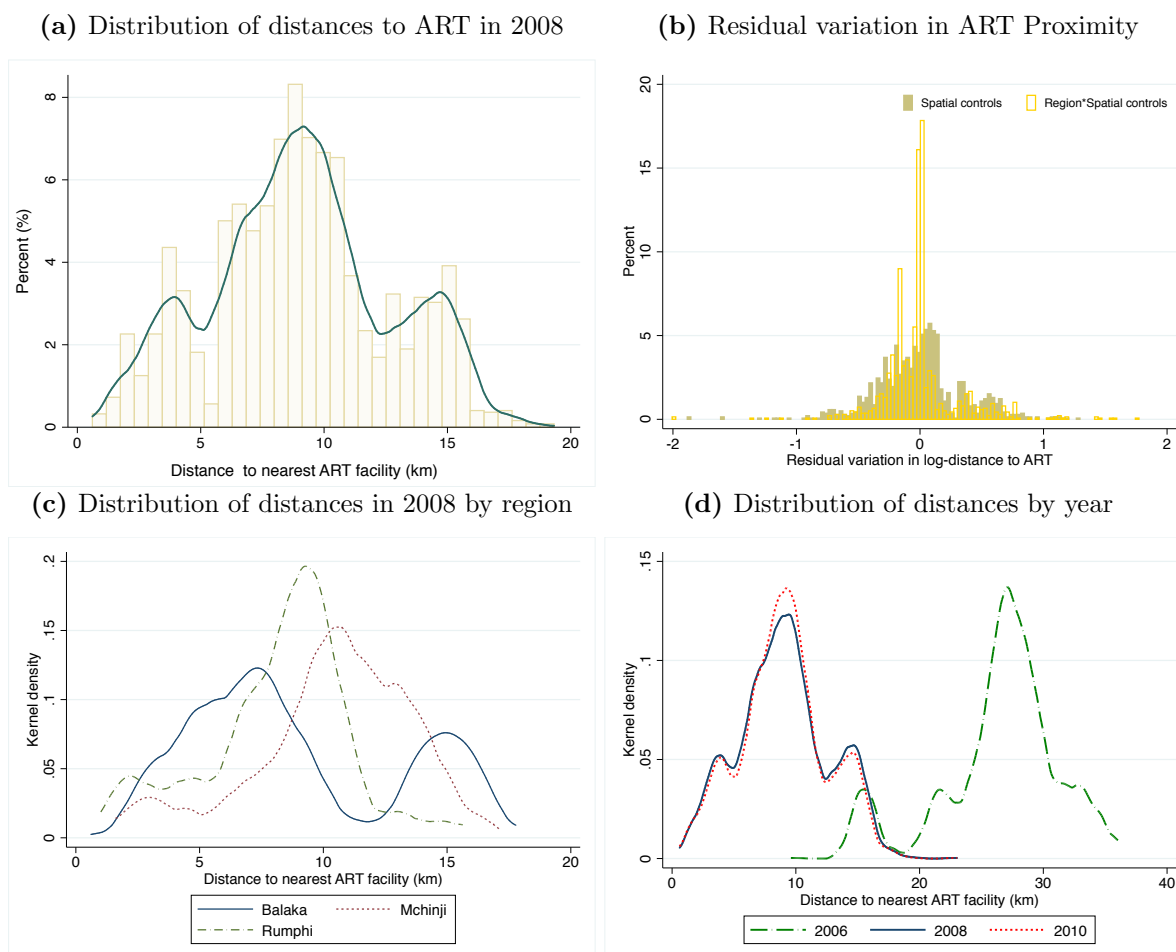 (a) Distribution of distances to ART in 2008
8
6
4
2
0
Percent (%)
0 5 10 15 20
Distance to nearest ART facility (km)
(b) Residual variation in ART Proximity
20
15
10
5
0
Percent
Spatial controls Region*Spatial controls
-2 -1 0 1 2
Residual variation in log-distance to ART
(c) Distribution of distances in 2008 by region
.2
.15
.1
.05
0
Kernel density
0 5 10 15 20
Distance to nearest ART facility (km)
Balaka Mchinji
Rumphi
(d) Distribution of distances by year
.15
.1
.05
0
Kernel density
0 10 20 30 40
Distance to nearest ART facility (km)
2006 2008 2010